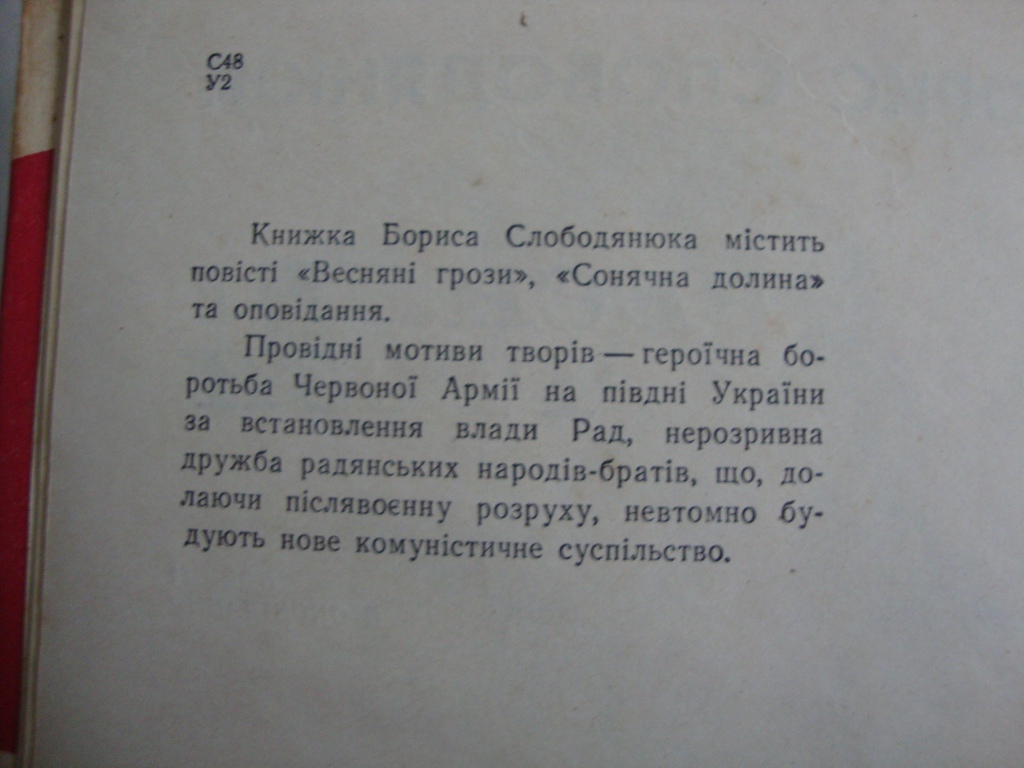 С48
У2
Книжка Бориса Слободянюка містить
повісті «Весняні грози», «Сонячна долина»
та оповідання.
Провідні мотиви творів — героїчна бо-
ротьба Червоної Армії на півдні України
за встановлення влади Рад, нерозривна
дружба радянських народів-братів, що, до-
лаючи післявоєнну розруху, невтомно бу-
дують нове комуністичне суспільство.